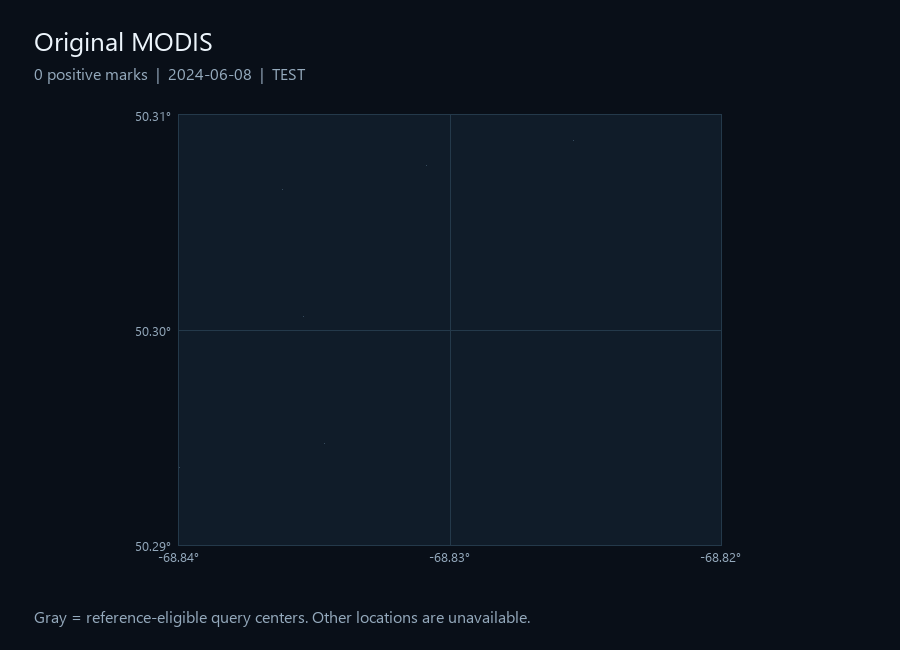 Original MODIS
0 positive marks | 2024-06-08 | TEST
50.31°
50.30°
50.29°
-68.84° -68.83° -68.82°
Gray = reference-eligible query centers. Other locations are unavailable.